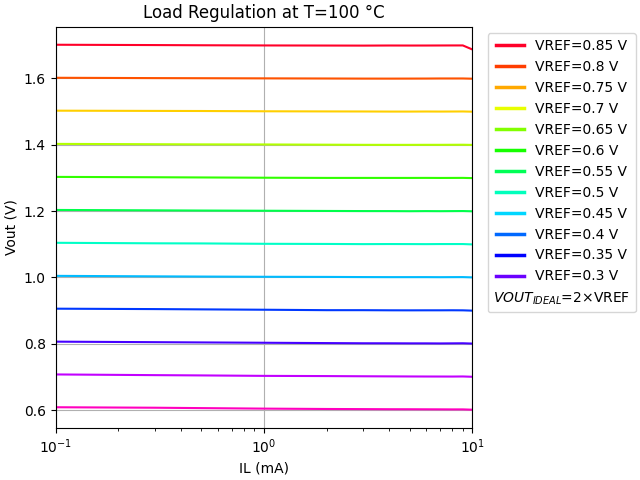 Load Regulation at T=100 °C
Vout (V)
1.6
1.4
1.2
1.0
0.8
0.6
10⁻¹
10⁰
10¹
IL (mA)
VREF=0.85 V
VREF=0.8 V
VREF=0.75 V
VREF=0.7 V
VREF=0.65 V
VREF=0.6 V
VREF=0.55 V
VREF=0.5 V
VREF=0.45 V
VREF=0.4 V
VREF=0.35 V
VREF=0.3 V
VOUT_IDEAL=2×VREF